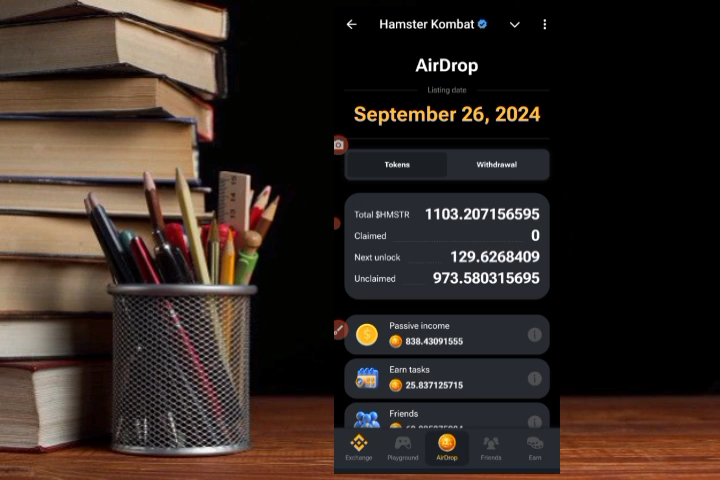 Hamster Kombat
AirDrop
Listing date
September 26, 2024
Tokens
Withdrawal
Total $HMSTR 1103.207156595
Claimed 0
Next unlock 129.6268409
Unclaimed 973.580315695
Passive income
838.43091555
Earn tasks
25.837125715
Friends
Exchange
Playground
AirDrop
Friends
Earn